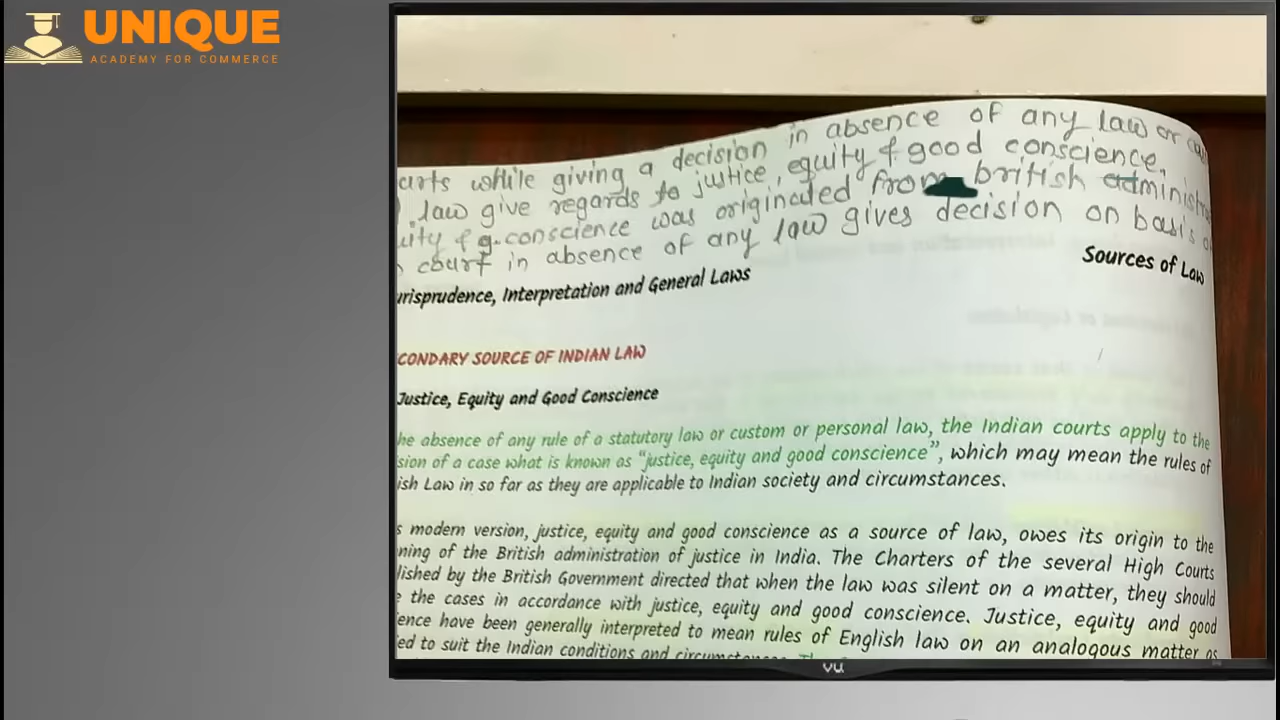 UNIQUE
ACADEMY FOR COMMERCE
arts while giving a decision in absence of any law or
law give regards to justice, equity & good conscience.
uity & g.conscience was originated from british administr
court in absence of any law gives decision on basis o
urisprudence, Interpretation and General Laws
Sources of Law
CONDARY SOURCE OF INDIAN LAW
Justice, Equity and Good Conscience
he absence of any rule of a statutory law or custom or personal law, the Indian courts apply to the
sion of a case what is known as "justice, equity and good conscience", which may mean the rules of
ish Law in so far as they are applicable to Indian society and circumstances.
s modern version, justice, equity and good conscience as a source of law, owes its origin to the
ning of the British administration of justice in India. The Charters of the several High Courts
lished by the British Government directed that when the law was silent on a matter, they should
e the cases in accordance with justice, equity and good conscience. Justice, equity and good
ience have been generally interpreted to mean rules of English law on an analogous matter as
ied to suit the Indian conditions and circumstances.
vu